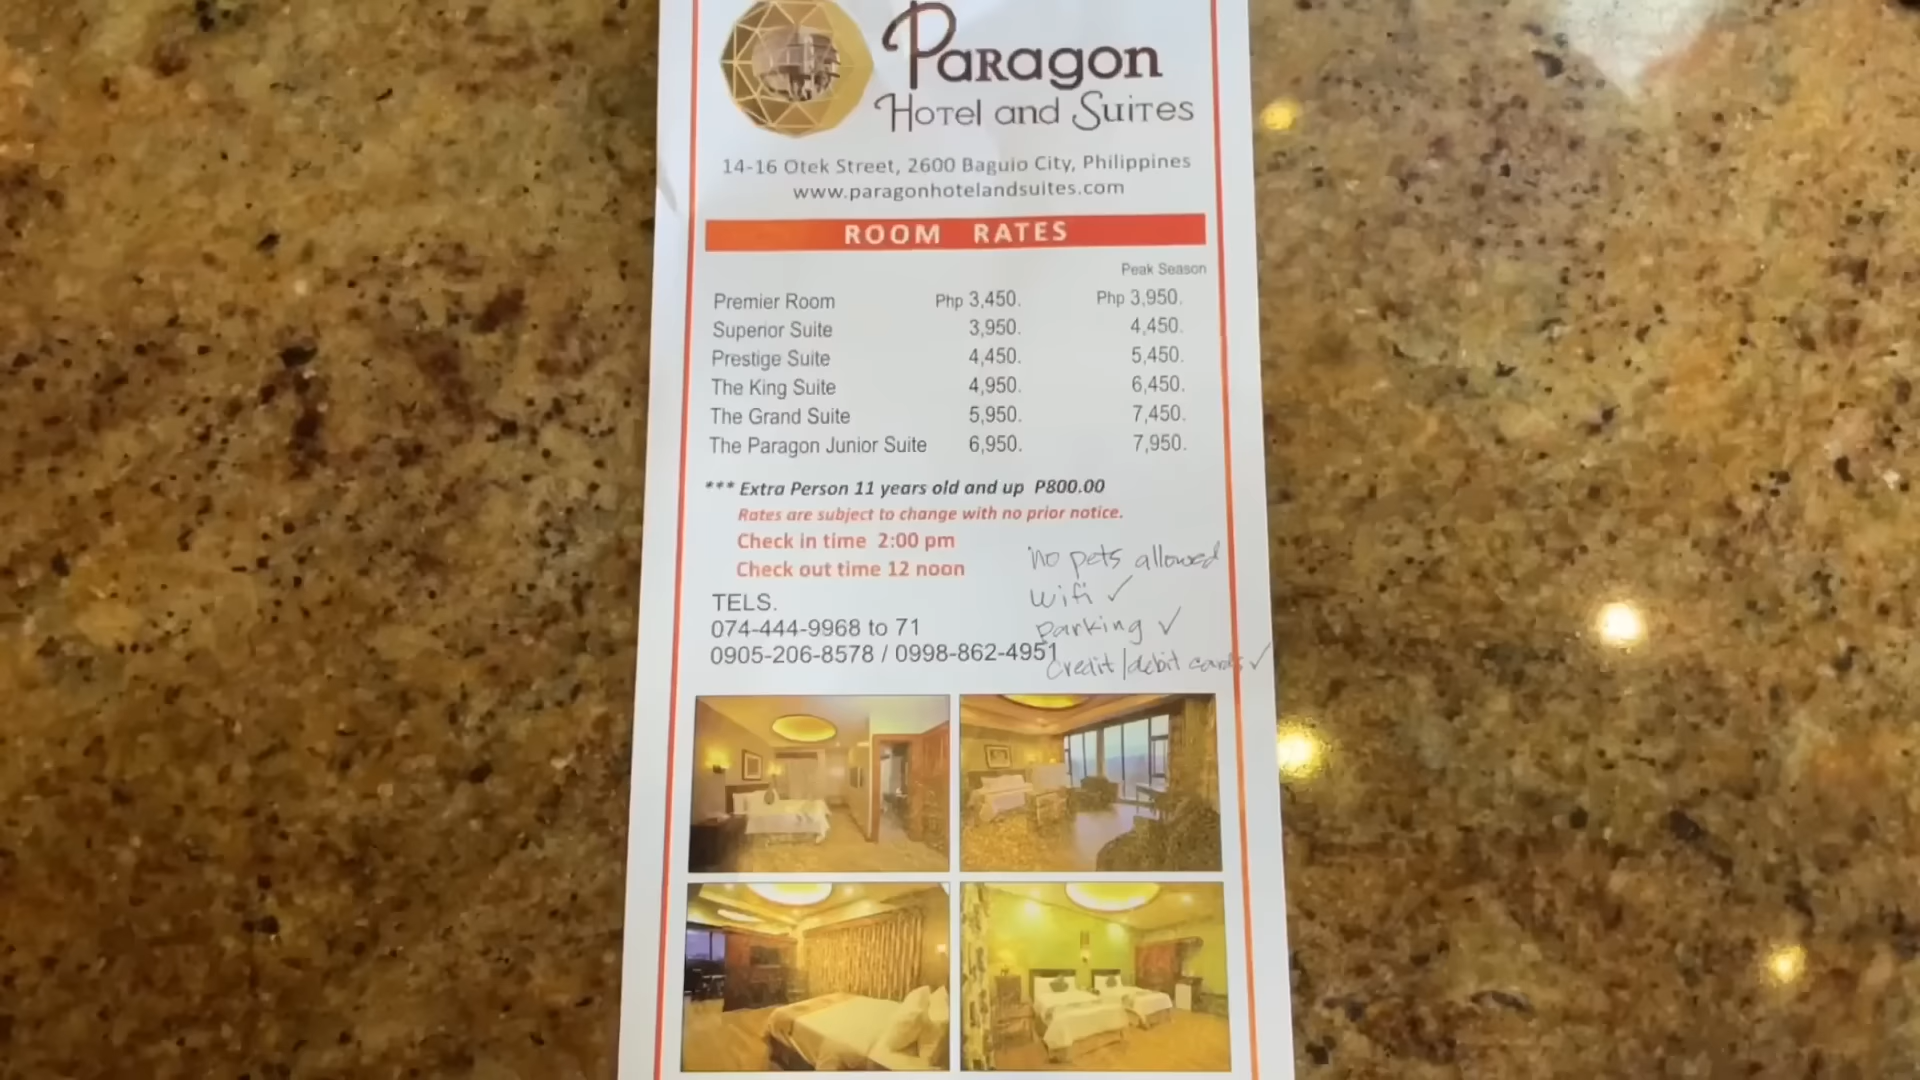 Paragon
Hotel and Suites
14-16 Otek Street, 2600 Baguio City, Philippines
www.paragonhotelandsuites.com
ROOM RATES
Peak Season
Premier Room Php 3,450. Php 3,950.
Superior Suite 3,950. 4,450.
Prestige Suite 4,450. 5,450.
The King Suite 4,950. 6,450.
The Grand Suite 5,950. 7,450.
The Paragon Junior Suite 6,950. 7,950.
*** Extra Person 11 years old and up P800.00
Rates are subject to change with no prior notice.
Check in time 2:00 pm
Check out time 12 noon
no pets allowed
wifi ✓
parking ✓
credit/debit cards ✓
TELS.
074-444-9968 to 71
0905-206-8578 / 0998-862-4951